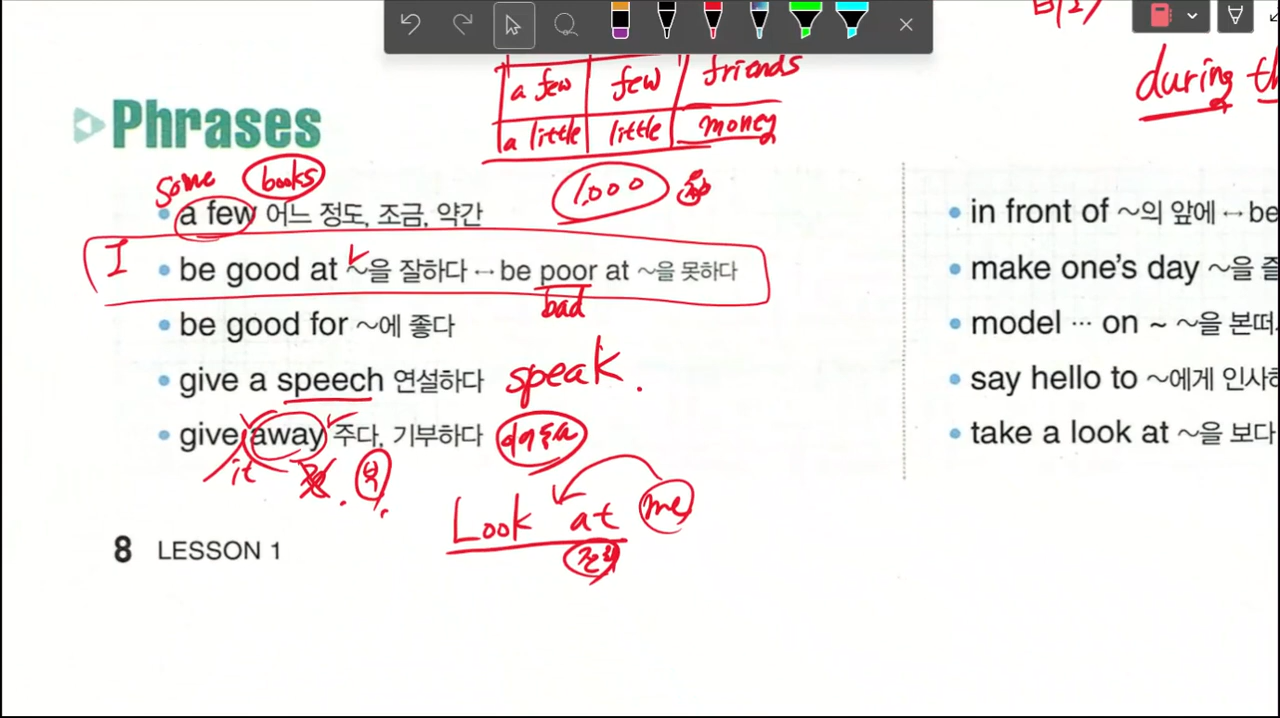 a few few friends
a little little money
during
Phrases
some books
1,000
• a few 어느 정도, 조금, 약간
I
• be good at ~을 잘하다 ↔ be poor at ~을 못하다
bad
• be good for ~에 좋다
• give a speech 연설하다 speak.
• give away 주다, 기부하다 이어동사
it
Look at me
8 LESSON 1
• in front of ~의 앞에 ↔ be
• make one's day ~을 즐
• model … on ~ ~을 본떠
• say hello to ~에게 인사하
• take a look at ~을 보다